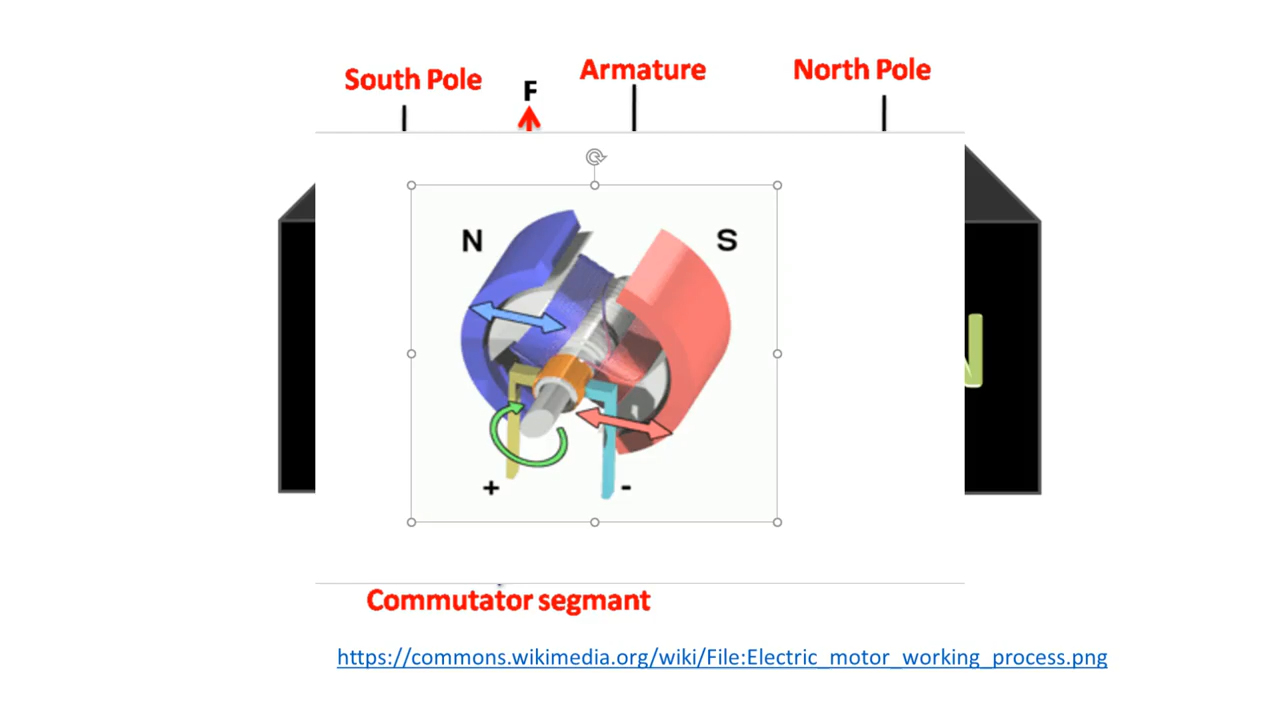 South Pole
F
Armature
North Pole
N
S
N
+
-
Commutator segmant
https://commons.wikimedia.org/wiki/File:Electric_motor_working_process.png